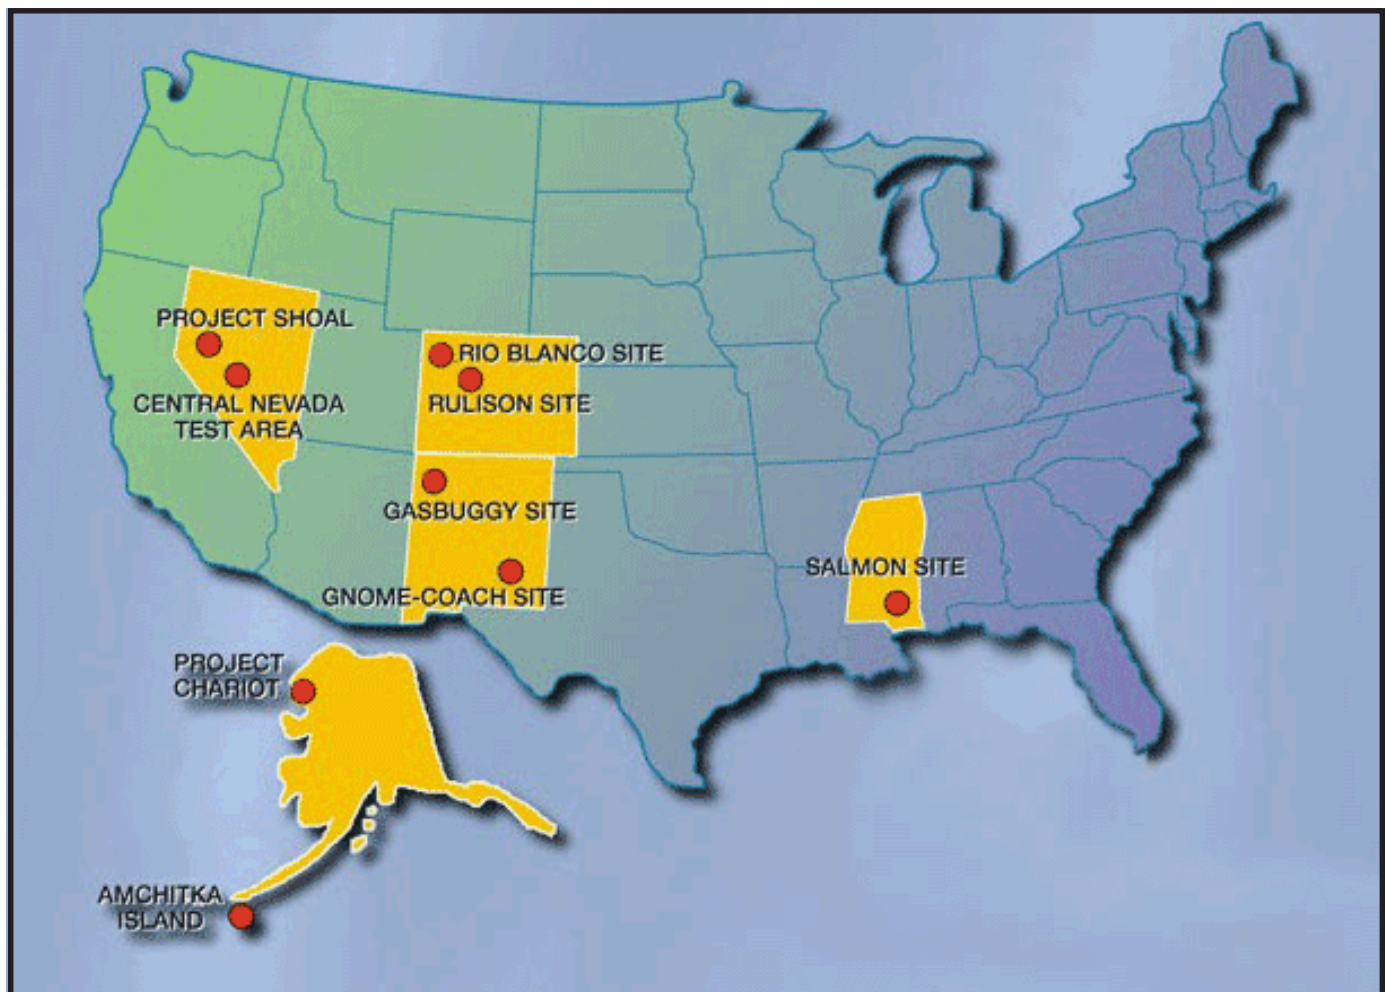 PROJECT SHOAL
RIO BLANCO SITE
CENTRAL NEVADA
TEST AREA
RULISON SITE
GASBUGGY SITE
SALMON SITE
GNOME-COACH SITE
PROJECT
CHARIOT
AMCHITKA
ISLAND